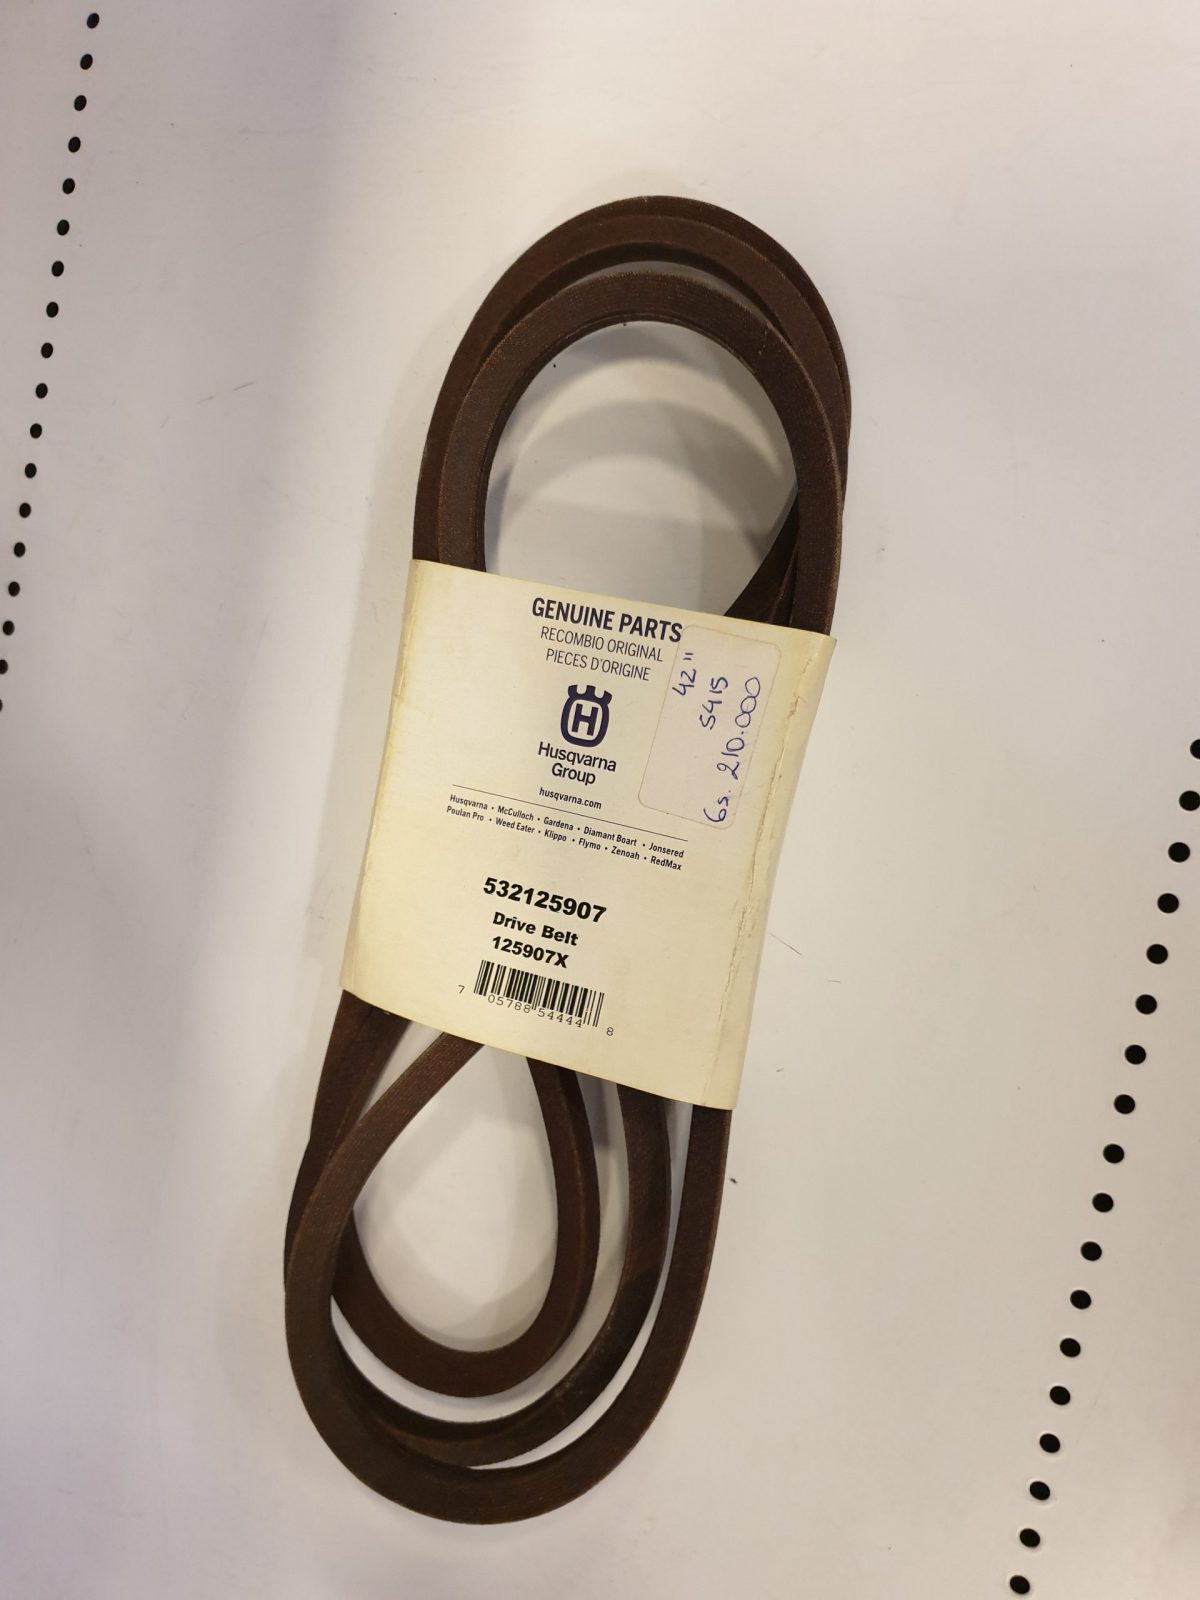 GENUINE PARTS
RECOMBIO ORIGINAL
PIECES D'ORIGINE
H
Husqvarna
Group
husqvarna.com
Husqvarna • McCulloch • Gardena • Diamant Boart • Jonsered
Poulan Pro • Weed Eater • Klippo • Flymo • Zenoah • RedMax
532125907
Drive Belt
125907X
7 05788 54444 8
42"
5415
Gs. 210.000